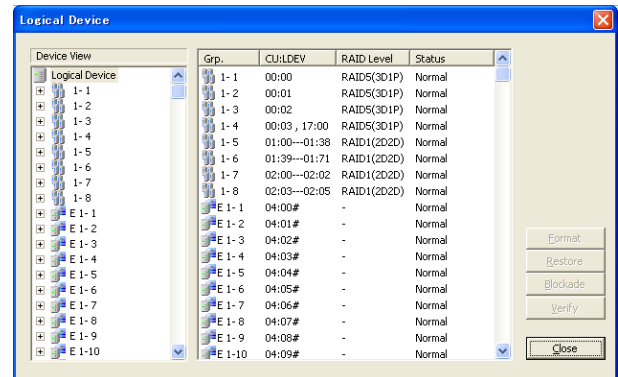 Logical Device
Device View
Logical Device
1- 1
1- 2
1- 3
1- 4
1- 5
1- 6
1- 7
1- 8
E 1- 1
E 1- 2
E 1- 3
E 1- 4
E 1- 5
E 1- 6
E 1- 7
E 1- 8
E 1- 9
E 1-10
Grp. CU:LDEV RAID Level Status
1- 1 00:00 RAID5(3D1P) Normal
1- 2 00:01 RAID5(3D1P) Normal
1- 3 00:02 RAID5(3D1P) Normal
1- 4 00:03 , 17:00 RAID5(3D1P) Normal
1- 5 01:00---01:38 RAID1(2D2D) Normal
1- 6 01:39---01:71 RAID1(2D2D) Normal
1- 7 02:00---02:02 RAID1(2D2D) Normal
1- 8 02:03---02:05 RAID1(2D2D) Normal
E 1- 1 04:00# - Normal
E 1- 2 04:01# - Normal
E 1- 3 04:02# - Normal
E 1- 4 04:03# - Normal
E 1- 5 04:04# - Normal
E 1- 6 04:05# - Normal
E 1- 7 04:06# - Normal
E 1- 8 04:07# - Normal
E 1- 9 04:08# - Normal
E 1-10 04:09# - Normal
Format
Restore
Blockade
Verify
Close